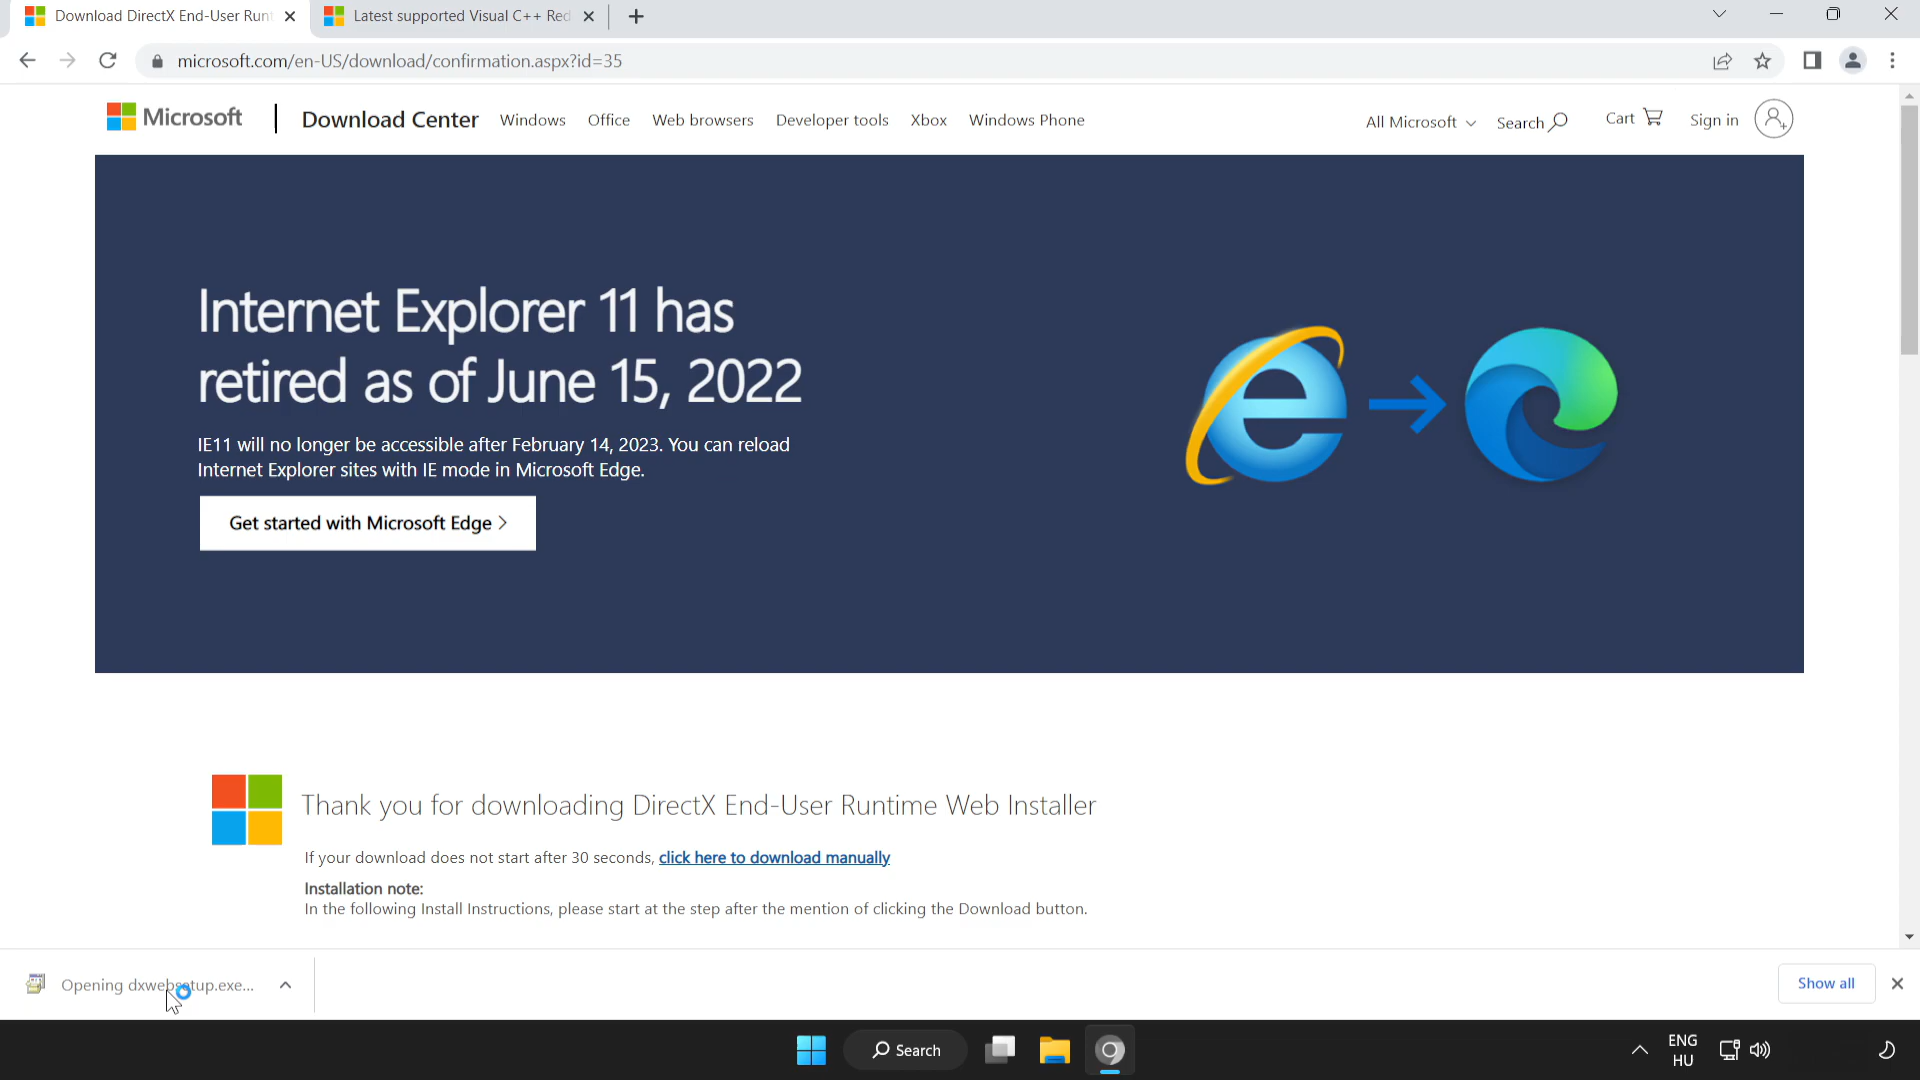 Download DirectX End-User Runt
Latest supported Visual C++ Red
microsoft.com/en-US/download/confirmation.aspx?id=35
Microsoft
Download Center
Windows
Office
Web browsers
Developer tools
Xbox
Windows Phone
All Microsoft
Search
Cart
Sign in
Internet Explorer 11 has
retired as of June 15, 2022
IE11 will no longer be accessible after February 14, 2023. You can reload
Internet Explorer sites with IE mode in Microsoft Edge.
Get started with Microsoft Edge >
Thank you for downloading DirectX End-User Runtime Web Installer
If your download does not start after 30 seconds, click here to download manually
Installation note:
In the following Install Instructions, please start at the step after the mention of clicking the Download button.
Opening dxwebsetup.exe...
Show all
Search
ENG
HU